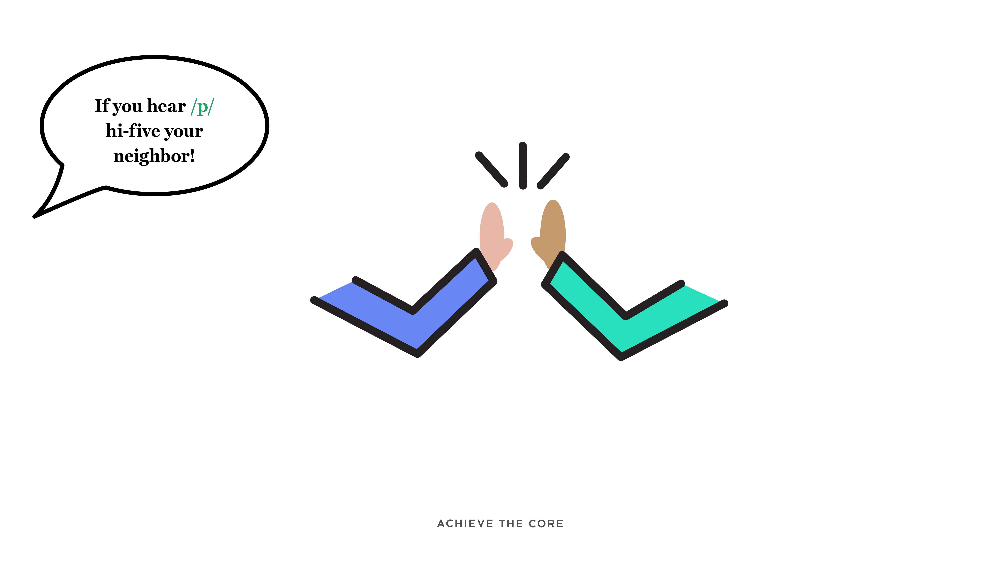 If you hear /p/
hi-five your
neighbor!
ACHIEVE THE CORE